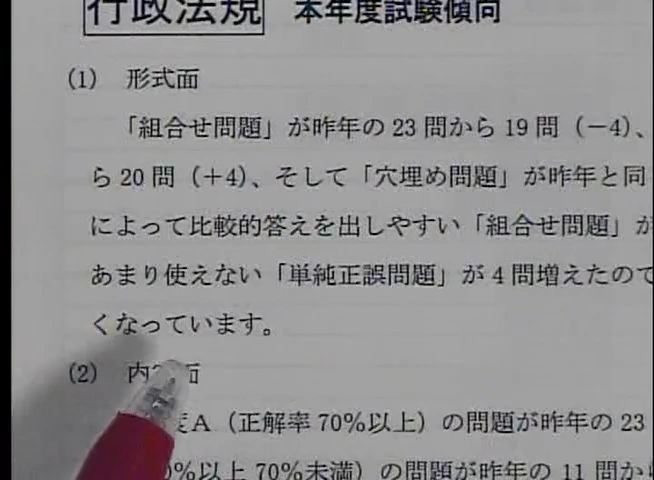 行政法規 本年度試験傾向
(1) 形式面
「組合せ問題」が昨年の 23 問から 19 問（－4）、
ら 20 問（＋4）、そして「穴埋め問題」が昨年と同
によって比較的答えを出しやすい「組合せ問題」が
あまり使えない「単純正誤問題」が 4 問増えたので
くなっています。
(2) 内 面
度A（正解率 70%以上）の問題が昨年の 23
0%以上 70%未満）の問題が昨年の 11 問から